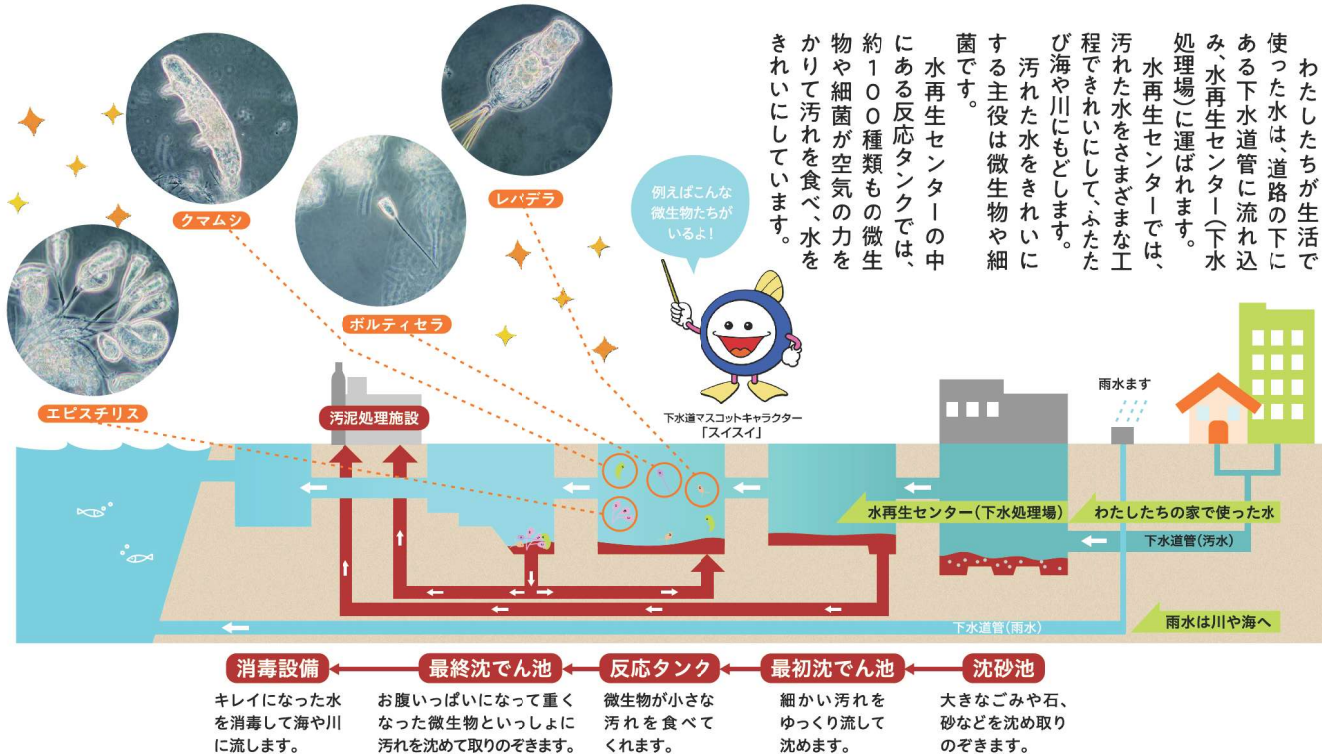 わたしたちが生活で
使った水は、道路の下に
ある下水道管に流れ込
み、水再生センター(下水
処理場)に運ばれます。
水再生センターでは、
汚れた水をさまざまな工
程できれいにして、ふたた
び海や川にもどします。
汚れた水をきれいに
する主役は微生物や細
菌です。
水再生センターの中
にある反応タンクでは、
約100種類もの微生
物や細菌が空気の力を
かりて汚れを食べ、水を
きれいにしています。
クマムシ
レパデラ
ボルティセラ
エピスチリス
例えばこんな
微生物たちが
いるよ!
下水道マスコットキャラクター
「スイスイ」
汚泥処理施設
雨水ます
水再生センター(下水処理場)
わたしたちの家で使った水
下水道管(汚水)
下水道管(雨水)
雨水は川や海へ
消毒設備
キレイになった水
を消毒して海や川
に流します。
最終沈でん池
お腹いっぱいになって重く
なった微生物といっしょに
汚れを沈めて取りのぞきます。
反応タンク
微生物が小さな
汚れを食べて
くれます。
最初沈でん池
細かい汚れを
ゆっくり流して
沈めます。
沈砂池
大きなごみや石、
砂などを沈め取り
のぞきます。